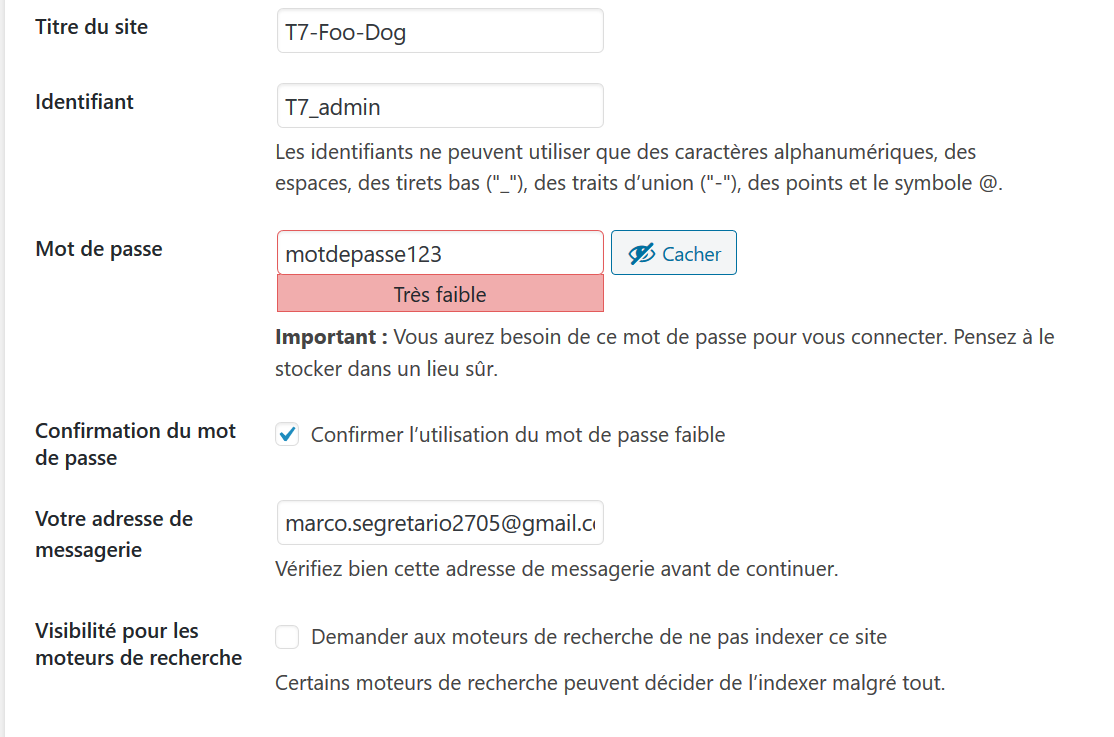 Titre du site
T7-Foo-Dog
Identifiant
T7_admin
Les identifiants ne peuvent utiliser que des caractères alphanumériques, des
espaces, des tirets bas ("_"), des traits d’union ("-"), des points et le symbole @.
Mot de passe
motdepasse123
Cacher
Très faible
Important : Vous aurez besoin de ce mot de passe pour vous connecter. Pensez à le
stocker dans un lieu sûr.
Confirmation du mot
de passe
Confirmer l’utilisation du mot de passe faible
Votre adresse de
messagerie
marco.segretario2705@gmail.c
Vérifiez bien cette adresse de messagerie avant de continuer.
Visibilité pour les
moteurs de recherche
Demander aux moteurs de recherche de ne pas indexer ce site
Certains moteurs de recherche peuvent décider de l’indexer malgré tout.